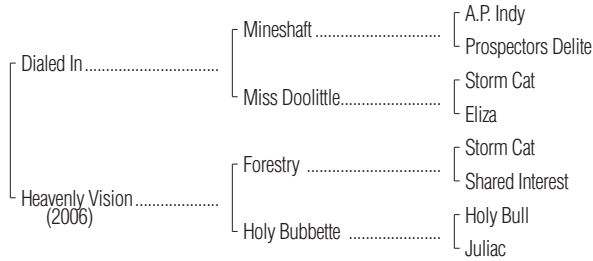 A.P. Indy
Mineshaft
Prospectors Delite
Dialed In
Storm Cat
Miss Doolittle
Eliza
Storm Cat
Forestry
Shared Interest
Heavenly Vision
(2006)
Holy Bull
Holy Bubbette
Juliac